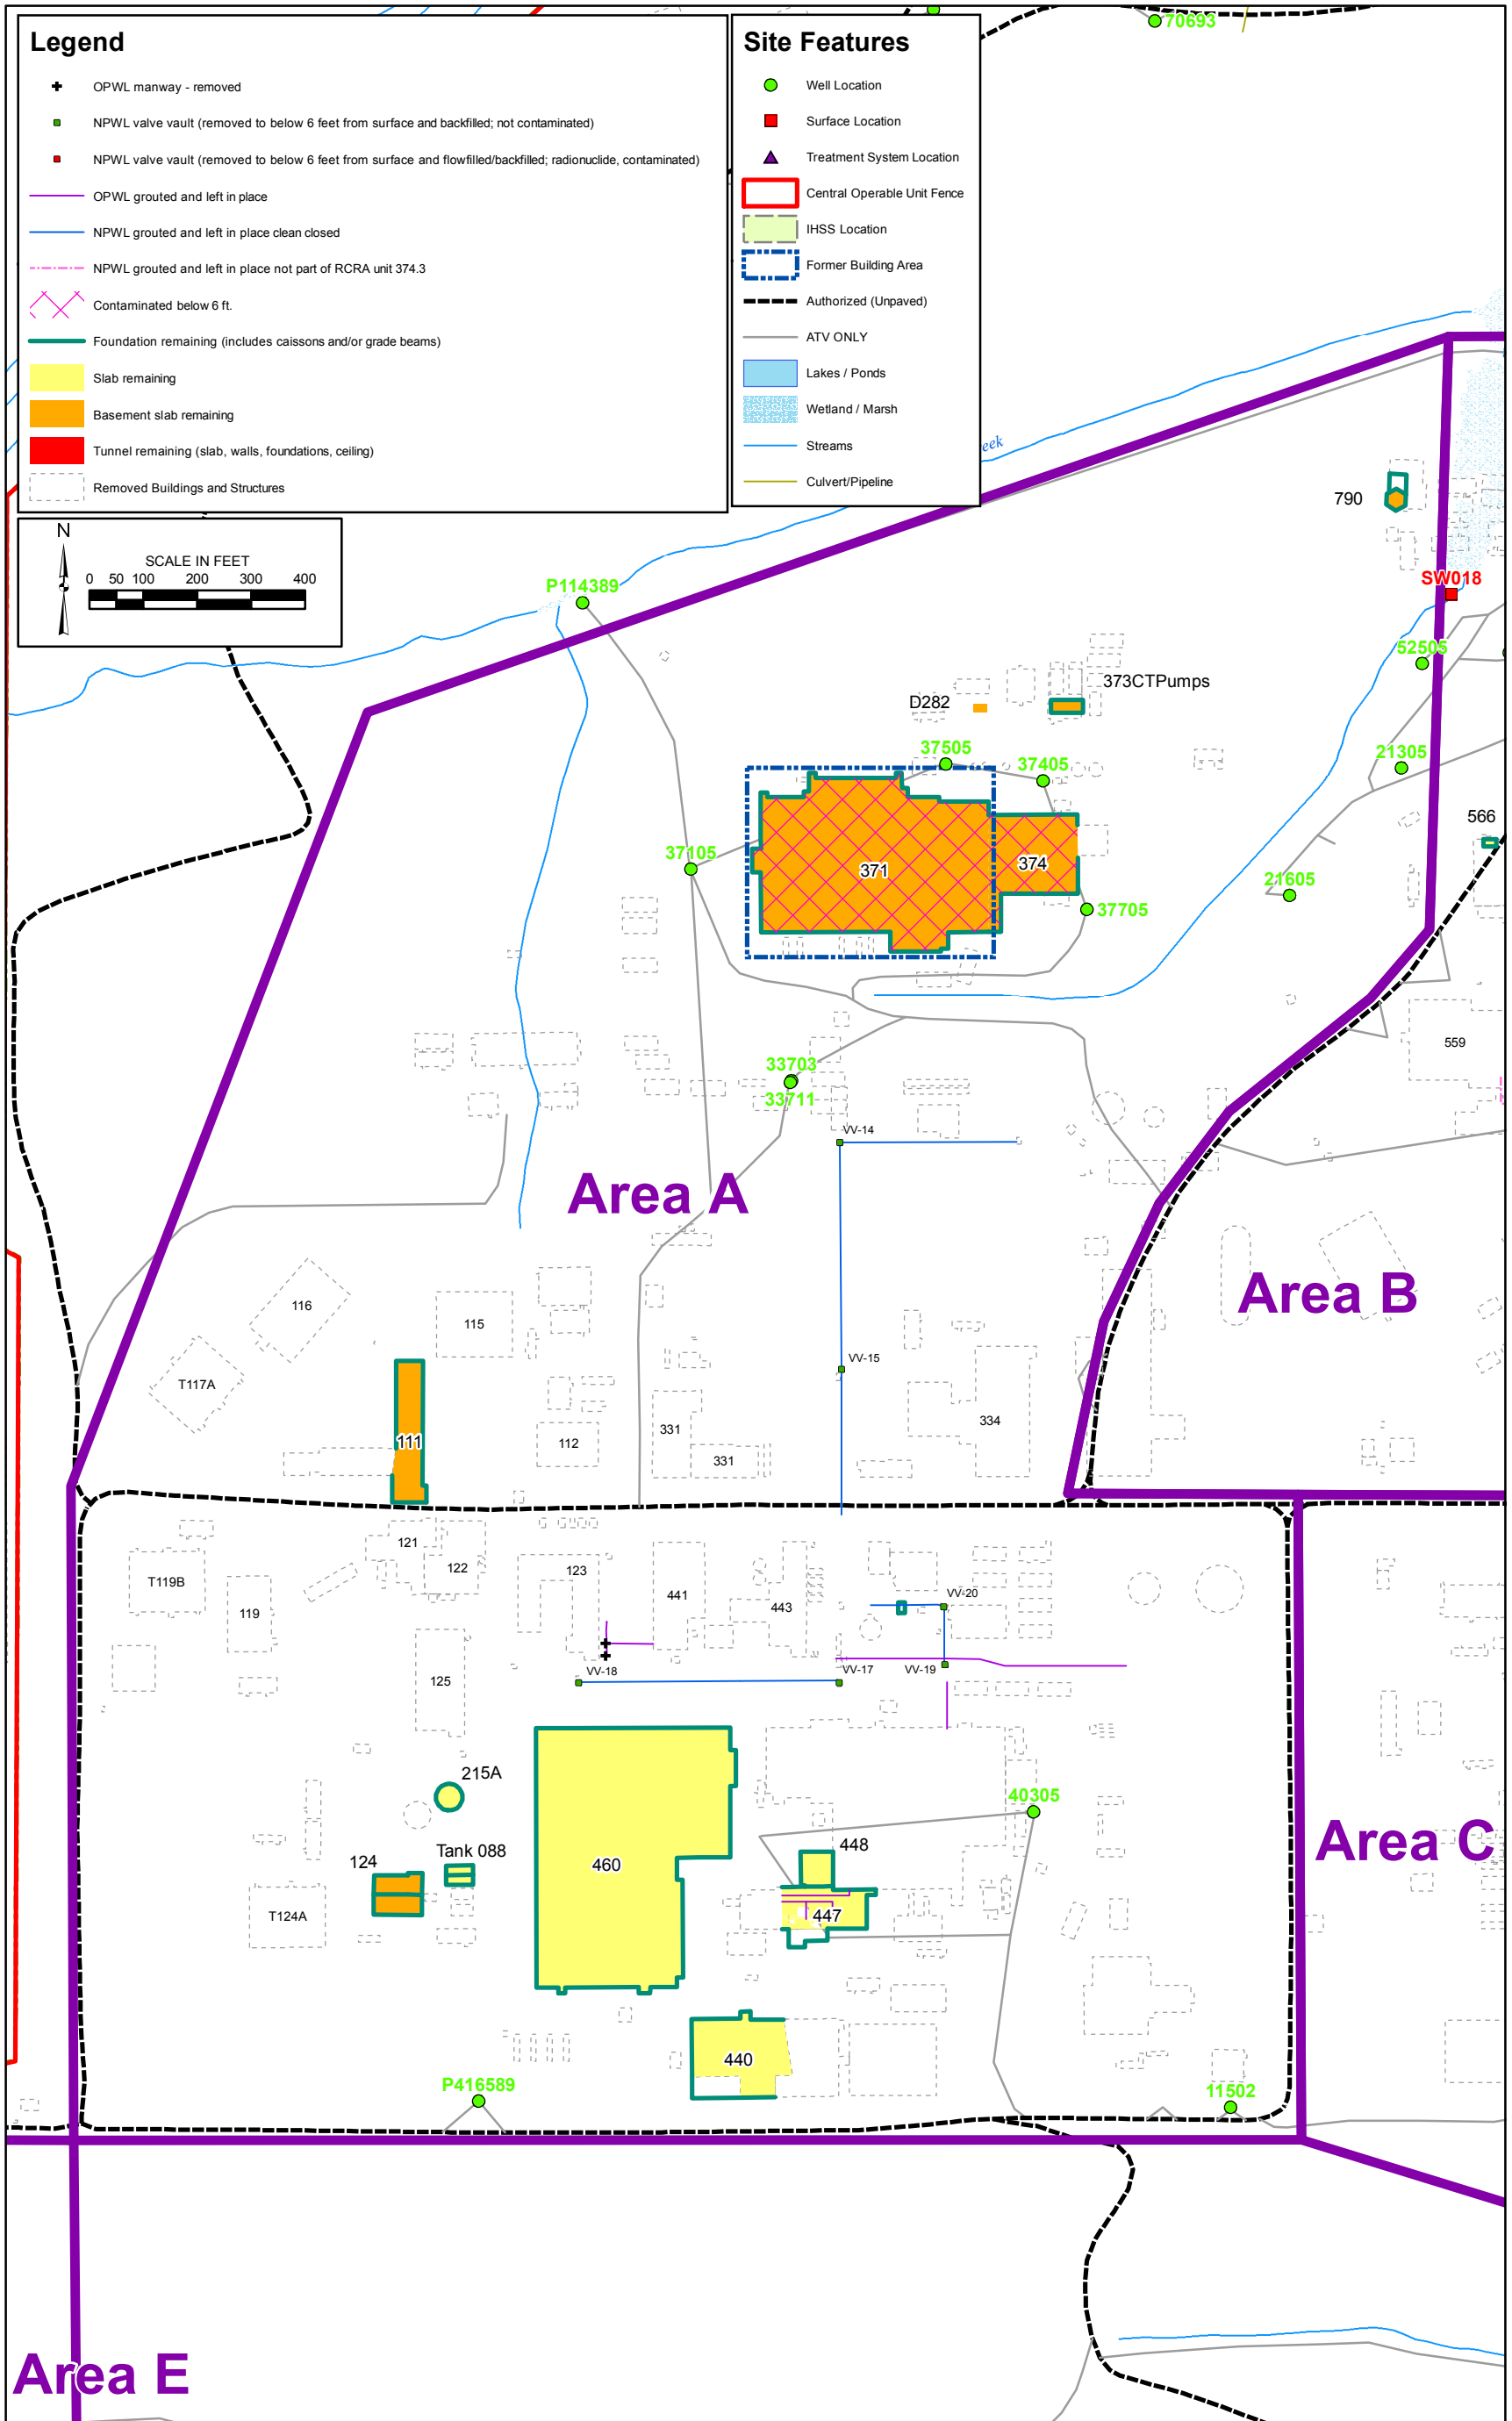 Legend
OPWL manway - removed
NPWL valve vault (removed to below 6 feet from surface and backfilled; not contaminated)
NPWL valve vault (removed to below 6 feet from surface and flowfilled/backfilled; radionuclide, contaminated)
OPWL grouted and left in place
NPWL grouted and left in place clean closed
NPWL grouted and left in place not part of RCRA unit 374.3
Contaminated below 6 ft.
Foundation remaining (includes caissons and/or grade beams)
Slab remaining
Basement slab remaining
Tunnel remaining (slab, walls, foundations, ceiling)
Removed Buildings and Structures
Site Features
Well Location
Surface Location
Treatment System Location
Central Operable Unit Fence
IHSS Location
Former Building Area
Authorized (Unpaved)
ATV ONLY
Lakes / Ponds
Wetland / Marsh
Streams
Culvert/Pipeline
N
SCALE IN FEET
0 50 100 200 300 400
70693
eek
790
P114389
SW018
52505
373CTPumps
D282
37505
37405
21305
566
37105
371
374
21605
37705
559
33703
33711
VV-14
Area A
Area B
116
115
VV-15
T117A
334
331
111
112
331
121
122
123
T119B
119
441
443
VV-20
125
VV-18
VV-17
VV-19
215A
40305
448
Area C
124
Tank 088
460
T124A
447
440
P416589
11502
Area E